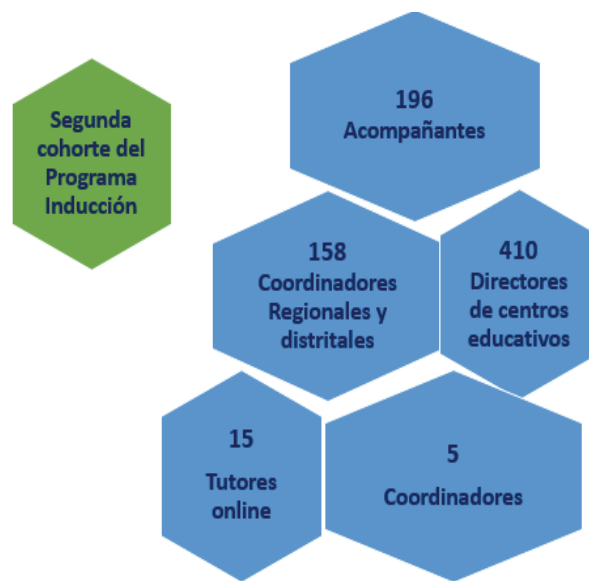 Segunda
cohorte del
Programa
Inducción
196
Acompañantes
158
Coordinadores
Regionales y
distritales
410
Directores
de centros
educativos
15
Tutores
online
5
Coordinadores